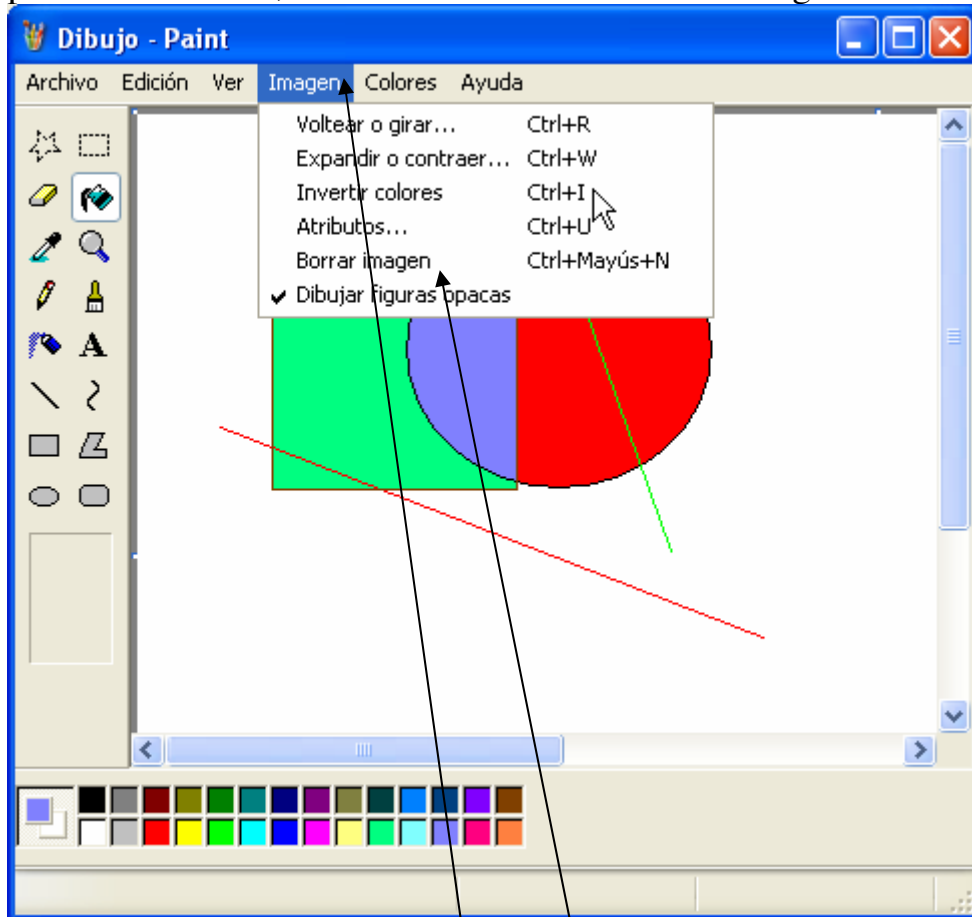 Dibujo - Paint
Archivo Edición Ver Imagen Colores Ayuda
Voltear o girar... Ctrl+R
Expandir o contraer... Ctrl+W
Invertir colores Ctrl+I
Atributos... Ctrl+U
Borrar imagen Ctrl+Mayús+N
Dibujar figuras opacas
A